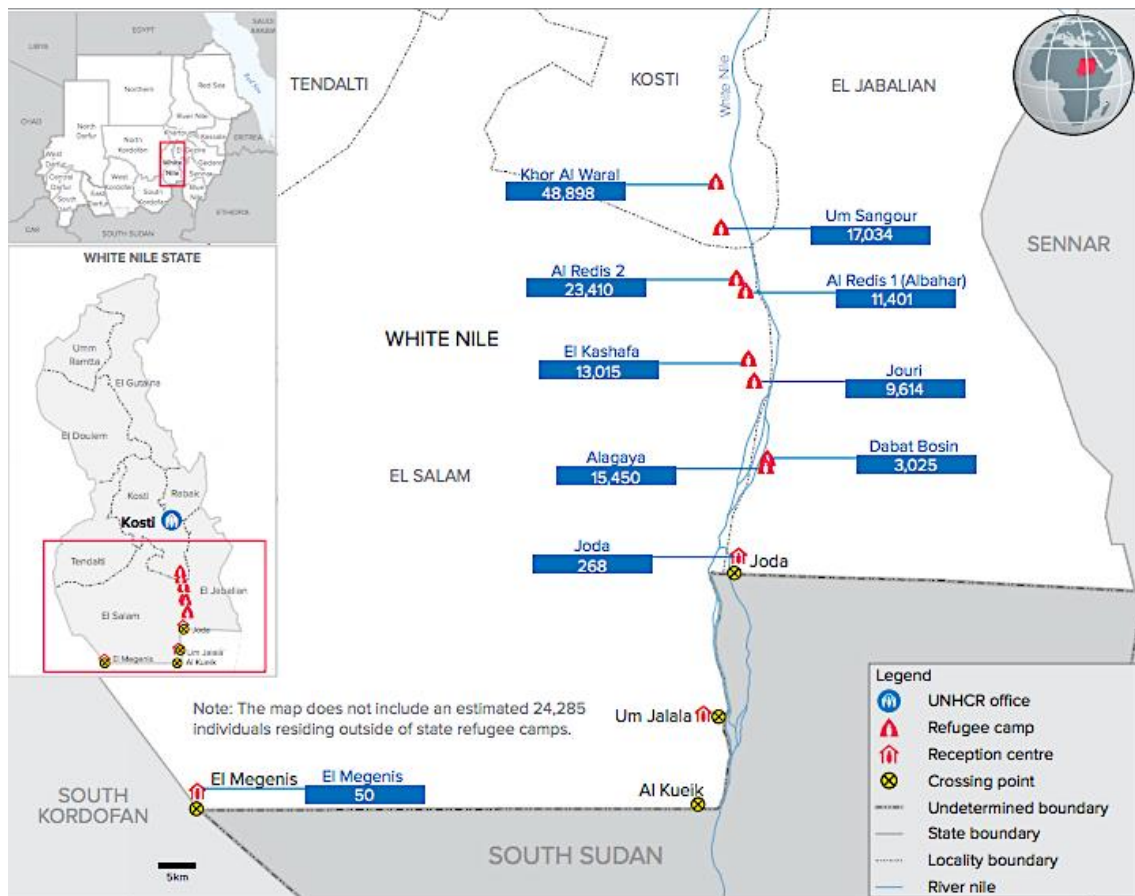 EGYPT
SAUDI
ARABIA
LIBYA
Red Sea
Northern
Red Sea
CHAD
River Nile
North
Darfur
Khartoum
Kassala
ERITREA
North
Kordofan
El Gezira
West
Darfur
White
Nile
Gedaref
Sennar
Central
Darfur
West
Kordofan
South
Kordofan
Blue
Nile
South
Darfur
East
Darfur
ETHIOPIA
CAR
SOUTH SUDAN
WHITE NILE STATE
Umm
Ramtta
El Gutaina
El Douiem
Kosti
Rabak
Kosti
Tendalti
El Jabalian
El Salam
Joda
Um Jalala
El Megenis
Al Kueik
TENDALTI
KOSTI
White Nile
EL JABALIAN
Khor Al Waral
48,898
Um Sangour
17,034
SENNAR
Al Redis 2
23,410
Al Redis 1 (Albahar)
11,401
WHITE NILE
El Kashafa
13,015
Jouri
9,614
EL SALAM
Alagaya
15,450
Dabat Bosin
3,025
Joda
268
Joda
Note: The map does not include an estimated 24,285
individuals residing outside of state refugee camps.
Um Jalala
El Megenis
El Megenis
50
Al Kueik
SOUTH
KORDOFAN
SOUTH SUDAN
5km
Legend
UNHCR office
Refugee camp
Reception centre
Crossing point
Undetermined boundary
State boundary
Locality boundary
River nile